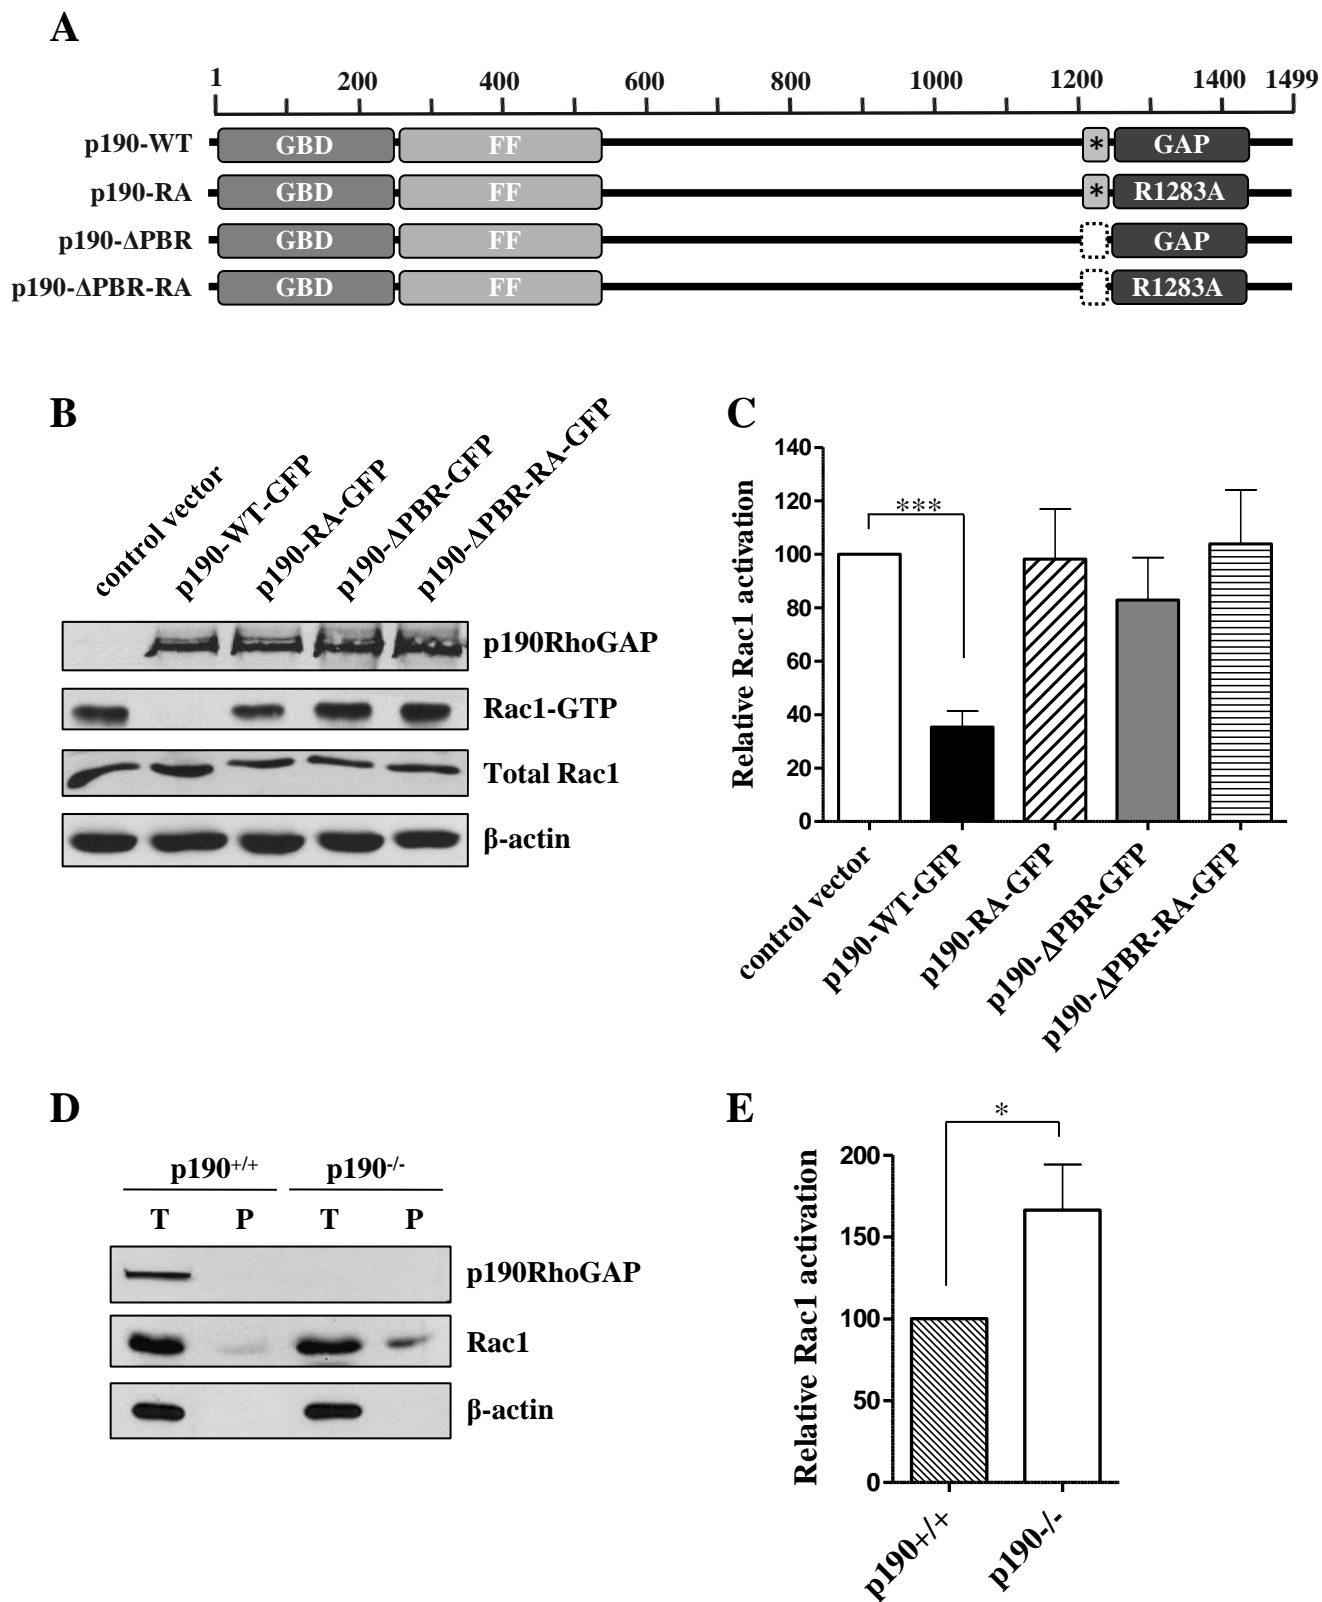 A
1 200 400 600 800 1000 1200 1400 1499
p190-WT GBD FF * GAP
p190-RA GBD FF * R1283A
p190-ΔPBR GBD FF GAP
p190-ΔPBR-RA GBD FF R1283A
B
control vector
p190-WT-GFP
p190-RA-GFP
p190-ΔPBR-GFP
p190-ΔPBR-RA-GFP
p190RhoGAP
Rac1-GTP
Total Rac1
β-actin
C
Relative Rac1 activation
140
120
100
80
60
40
20
0
***
control vector
p190-WT-GFP
p190-RA-GFP
p190-ΔPBR-GFP
p190-ΔPBR-RA-GFP
D
p190+/+ p190-/-
T P T P
p190RhoGAP
Rac1
β-actin
E
Relative Rac1 activation
200
150
100
50
0
*
p190+/+
p190-/-